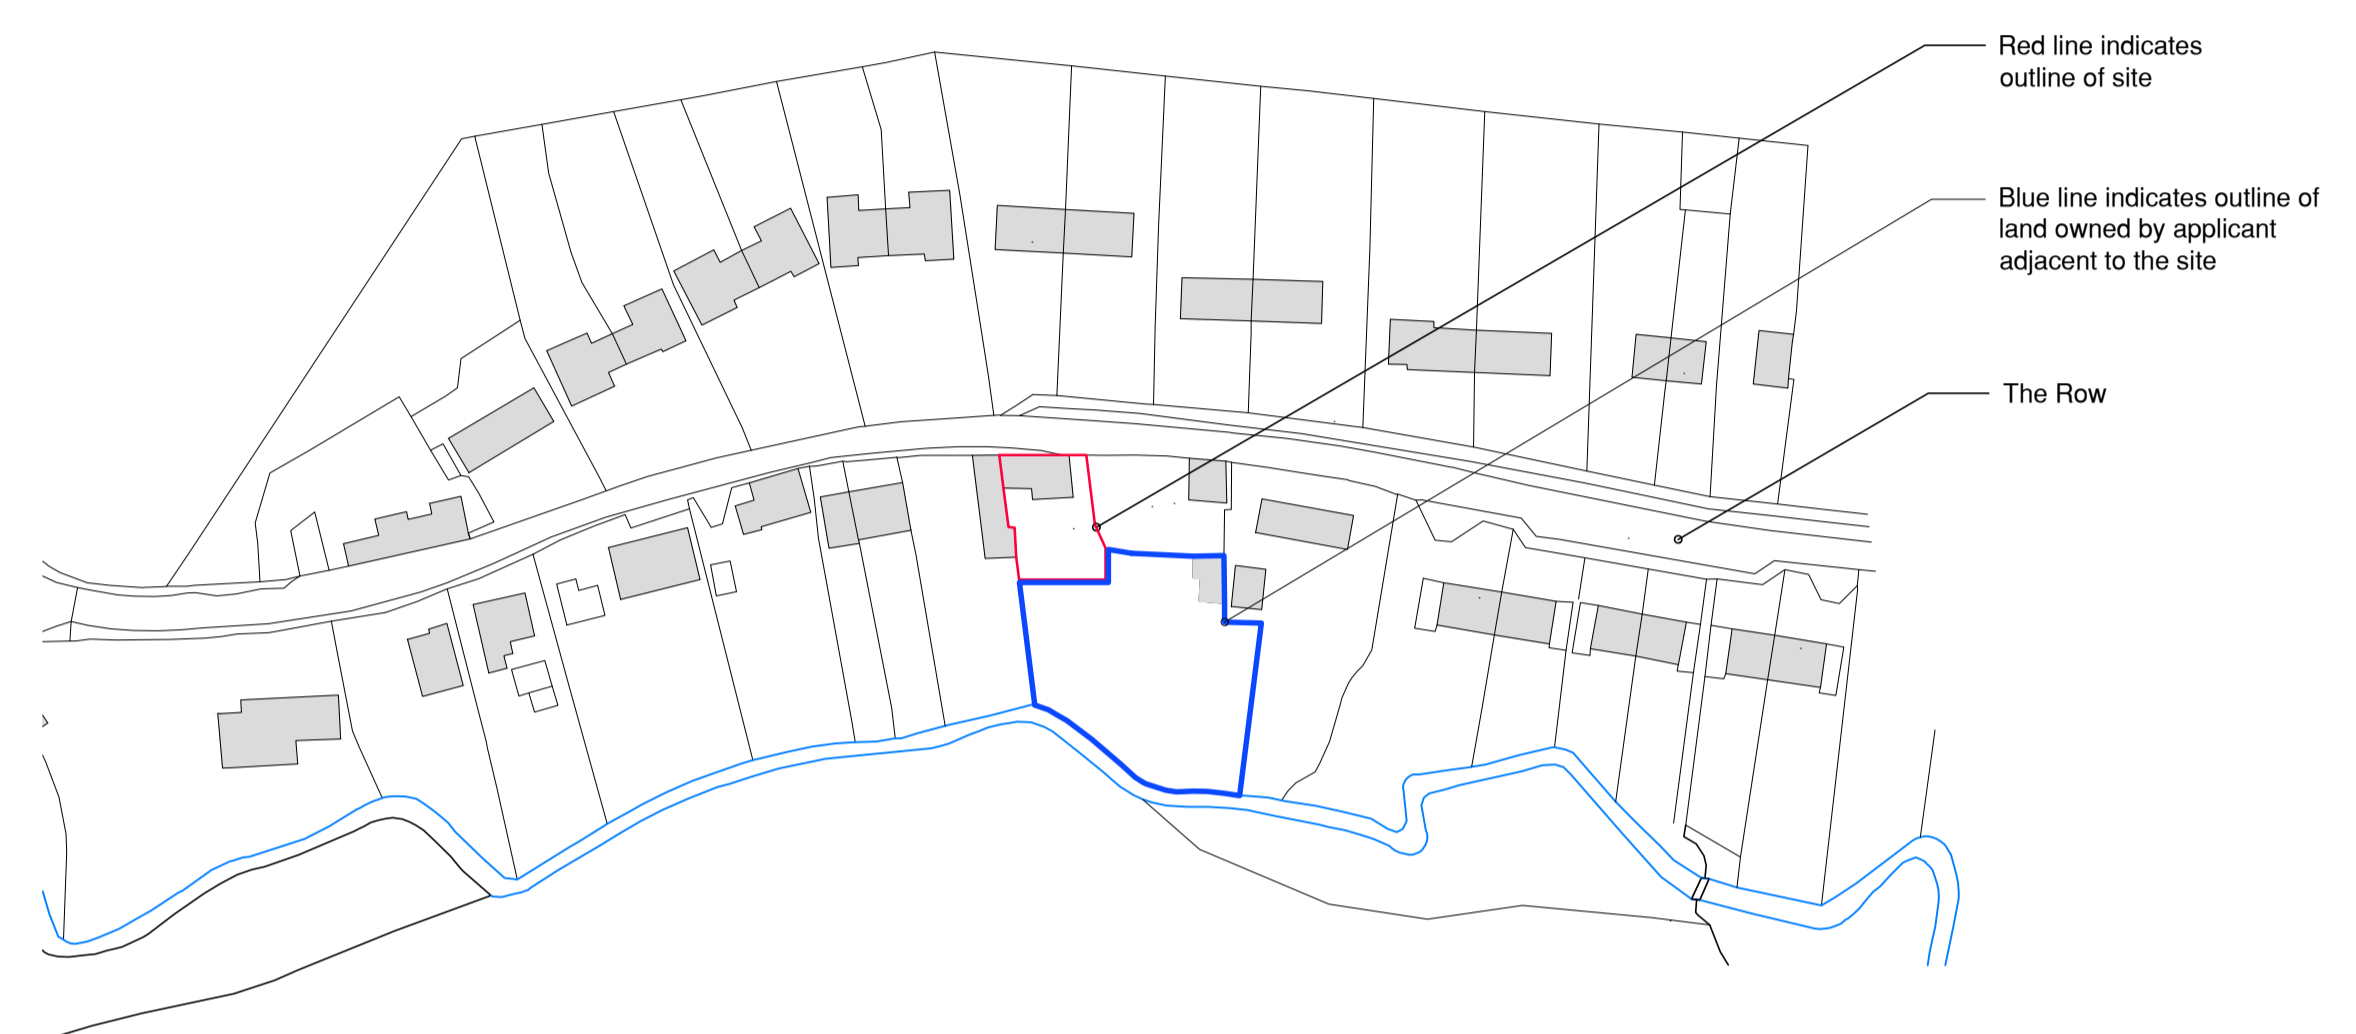 Red line indicates
outline of site
Blue line indicates outline of
land owned by applicant
adjacent to the site
The Row